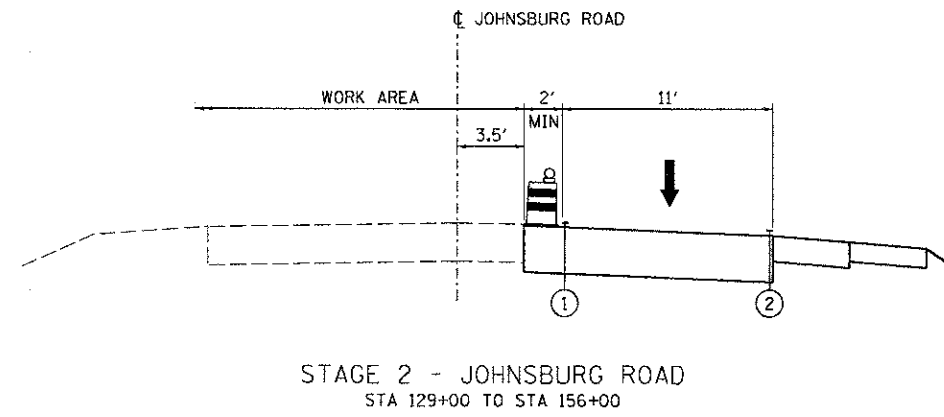 ℄ JOHNSBURG ROAD
WORK AREA
2'
MIN
11'
3.5'
1
2
STAGE 2 - JOHNSBURG ROAD
STA 129+00 TO STA 156+00